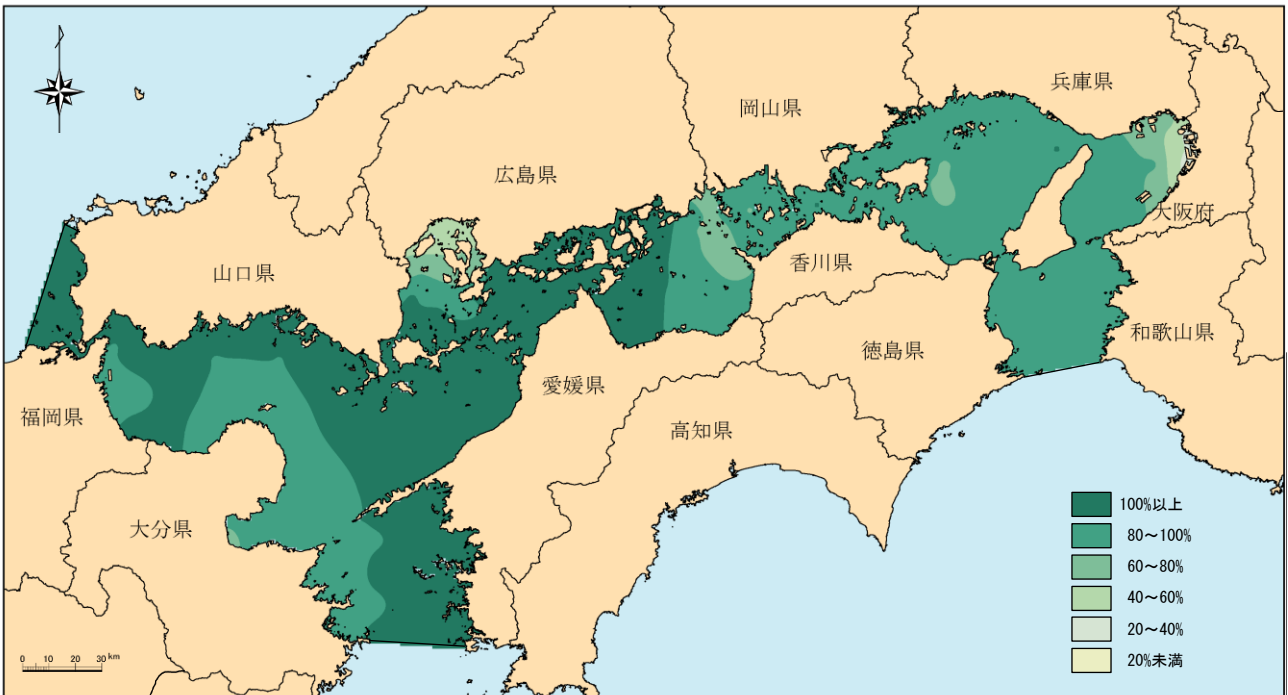 兵庫県
岡山県
広島県
大阪府
山口県
香川県
和歌山県
徳島県
愛媛県
福岡県
高知県
大分県
100%以上
80～100%
60～80%
40～60%
20～40%
20%未満
0 10 20 30 km